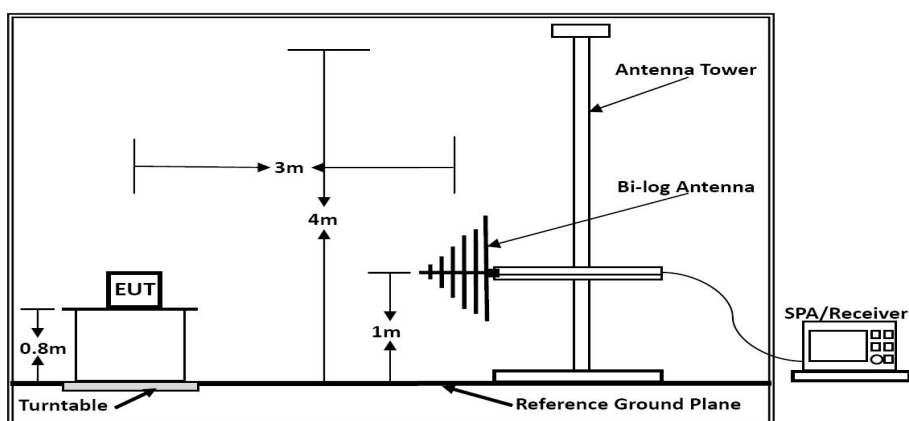 Antenna Tower
3m
Bi-log Antenna
4m
EUT
SPA/Receiver
1m
0.8m
Turntable
Reference Ground Plane